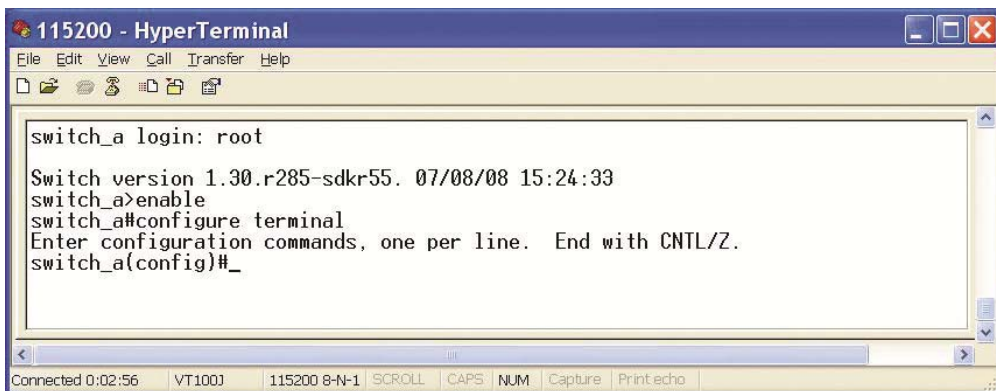 115200 - HyperTerminal
File Edit View Call Transfer Help
switch_a login: root
Switch version 1.30.r285-sdkr55. 07/08/08 15:24:33
switch_a>enable
switch_a#configure terminal
Enter configuration commands, one per line.  End with CNTL/Z.
switch_a(config)#_
Connected 0:02:56 VT100J 115200 8-N-1 SCROLL CAPS NUM Capture Print echo